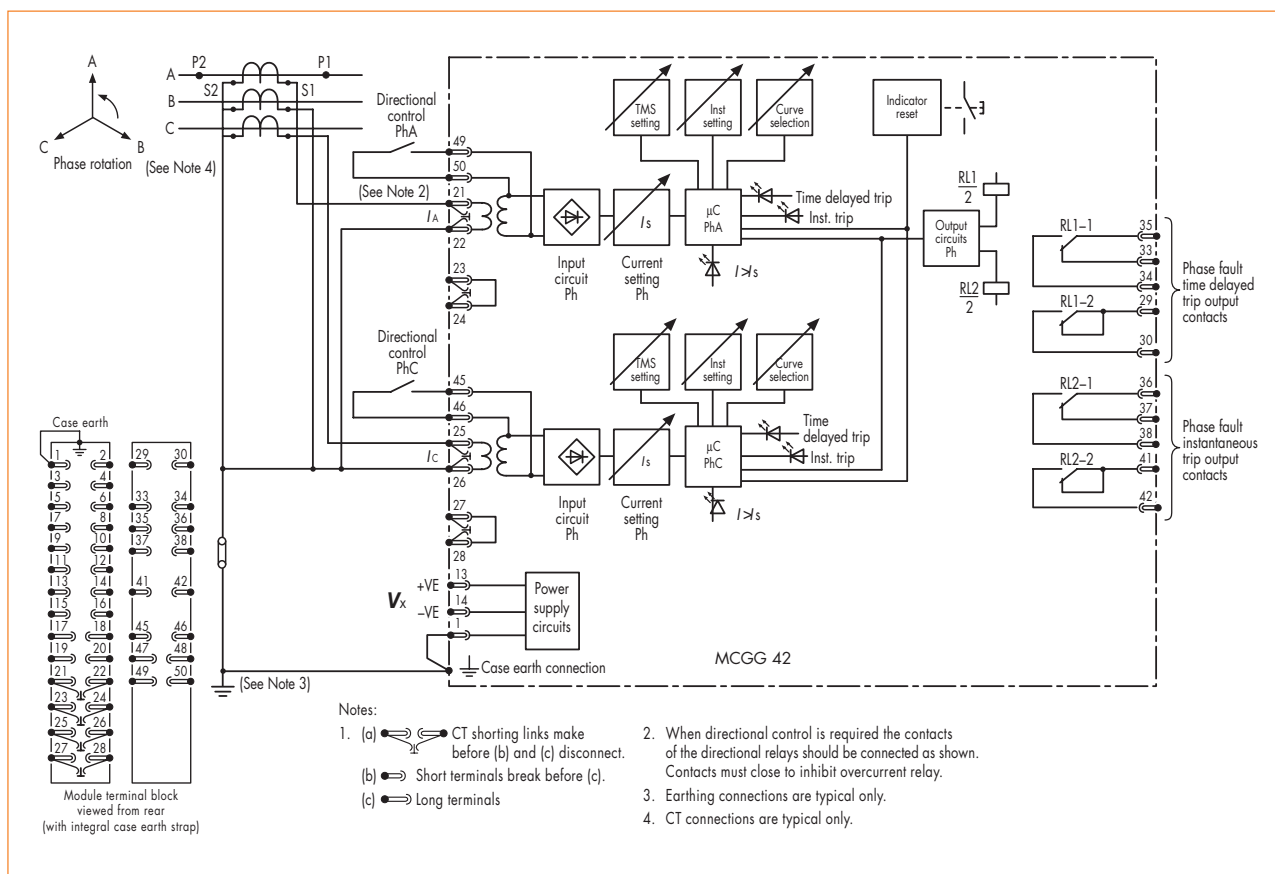 A
C
B
Phase rotation
(See Note 4)
A
P2
P1
S2
S1
B
C
Directional
control
PhA
49
50
(See Note 2)
21
IA
22
23
24
Input
circuit
Ph
Is
Current
setting
Ph
TMS
setting
Inst
setting
Curve
selection
µC
PhA
Time delayed trip
Inst. trip
I>Is
Indicator
reset
RL1
2
Output
circuits
Ph
RL2
2
RL1–1
35
33
34
RL1–2
29
30
Phase fault
time delayed
trip output
contacts
Directional
control
PhC
45
46
25
IC
26
27
28
Input
circuit
Ph
Is
Current
setting
Ph
TMS
setting
Inst
setting
Curve
selection
µC
PhC
Time
delayed trip
Inst. trip
I>Is
RL2–1
36
37
38
RL2–2
41
42
Phase fault
instantaneous
trip output
contacts
Vx
+VE
13
–VE
14
1
Power
supply
circuits
Case earth connection
MCGG 42
(See Note 3)
Case earth
1 2 29 30
3 4
5 6 33 34
7 8 35 36
9 10 37 38
11 12
13 14 41 42
15 16
17 18 45 46
19 20 47 48
21 22 49 50
23 24
25 26
27 28
Module terminal block
viewed from rear
(with integral case earth strap)
Notes:
1. (a) CT shorting links make
before (b) and (c) disconnect.
(b) Short terminals break before (c).
(c) Long terminals
2. When directional control is required the contacts
of the directional relays should be connected as shown.
Contacts must close to inhibit overcurrent relay.
3. Earthing connections are typical only.
4. CT connections are typical only.